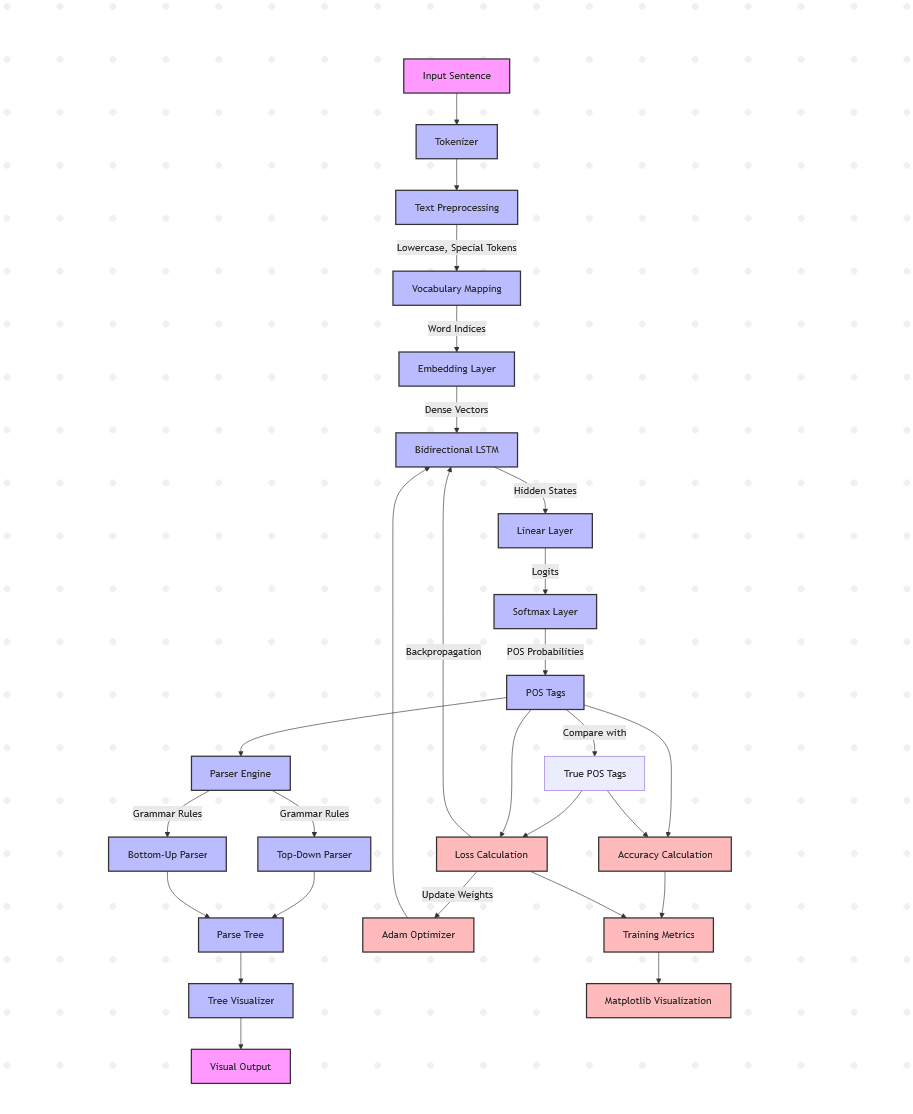 Input Sentence
Tokenizer
Text Preprocessing
Lowercase, Special Tokens
Vocabulary Mapping
Word Indices
Embedding Layer
Dense Vectors
Bidirectional LSTM
Hidden States
Linear Layer
Logits
Softmax Layer
Backpropagation
POS Probabilities
POS Tags
Compare with
Parser Engine
True POS Tags
Grammar Rules
Grammar Rules
Bottom-Up Parser
Top-Down Parser
Loss Calculation
Accuracy Calculation
Update Weights
Parse Tree
Adam Optimizer
Training Metrics
Tree Visualizer
Matplotlib Visualization
Visual Output